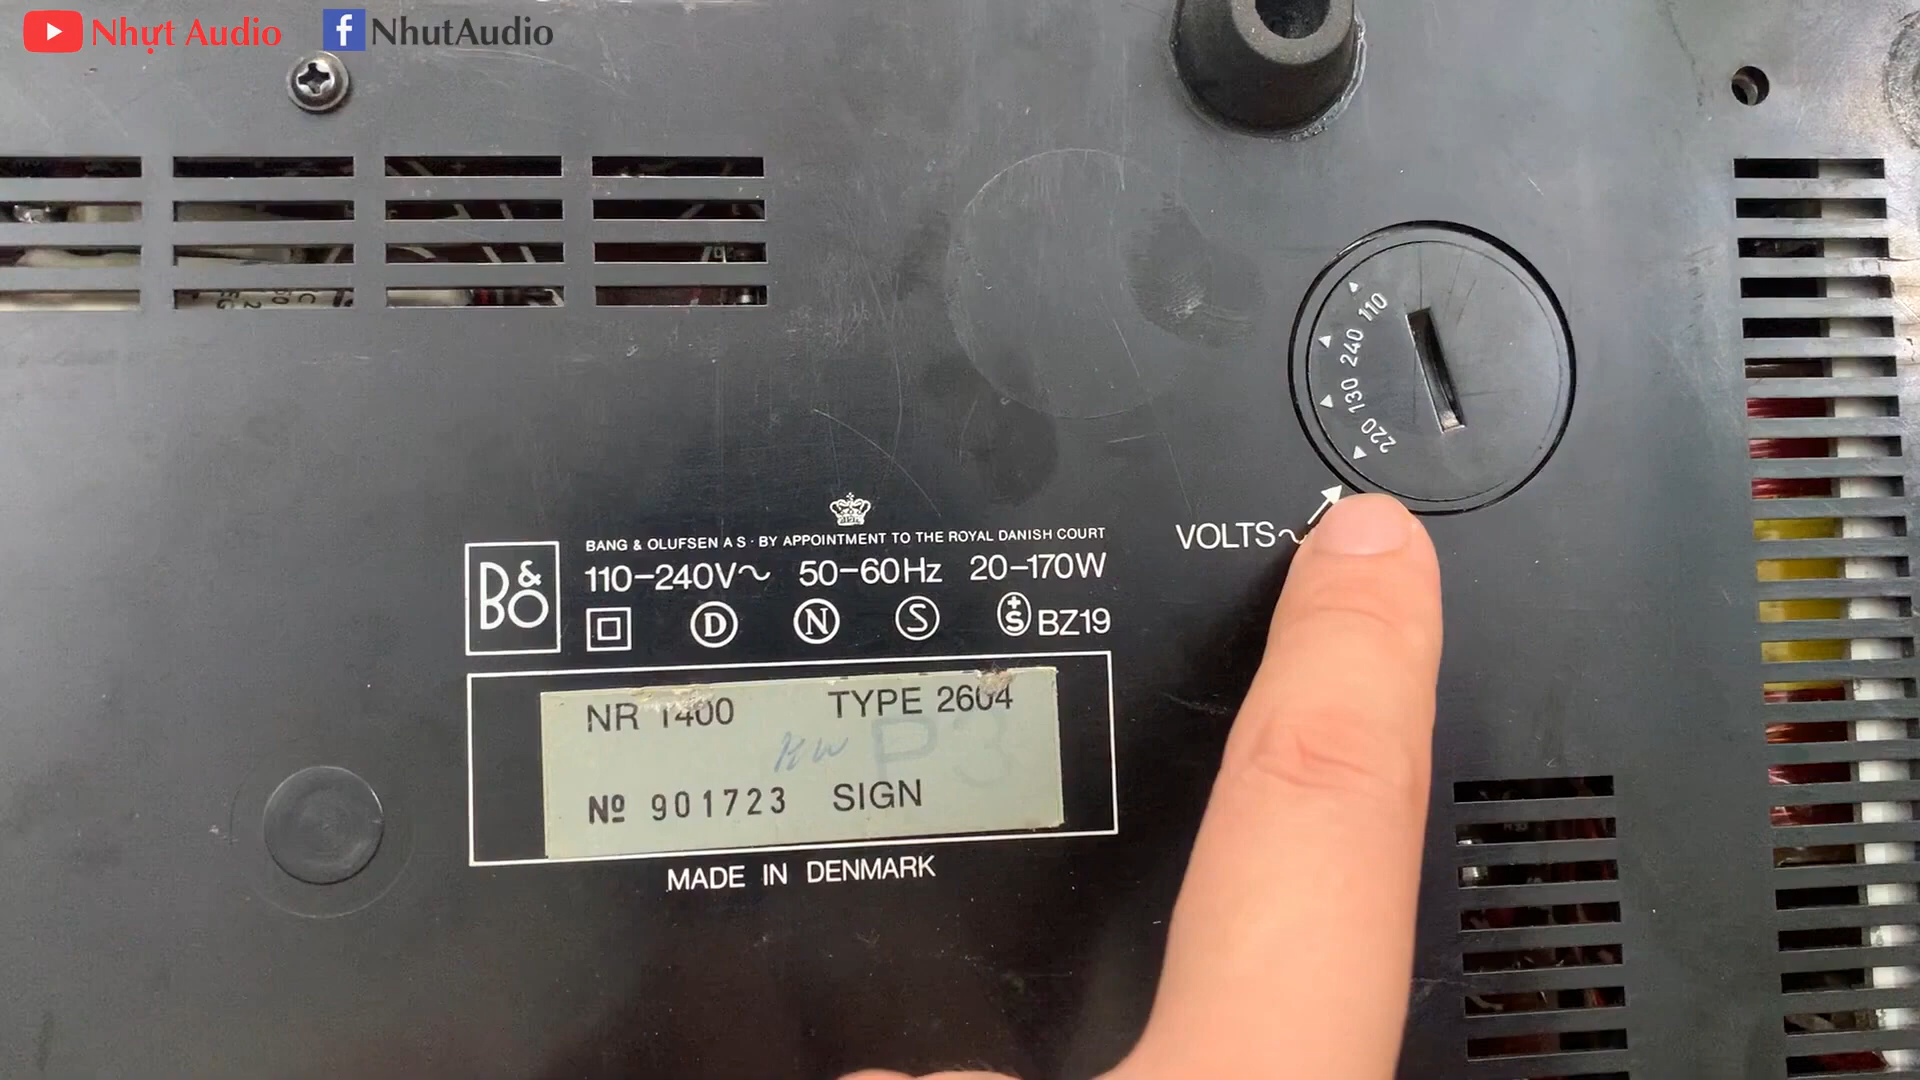 Nhựt Audio
NhutAudio
110
240
130
220
VOLTS~
B&O
BANG & OLUFSEN A S · BY APPOINTMENT TO THE ROYAL DANISH COURT
110–240V~ 50–60Hz 20–170W
D N S +S BZ19
NR 1400 TYPE 2604
P3
Nº 901723 SIGN
MADE IN DENMARK